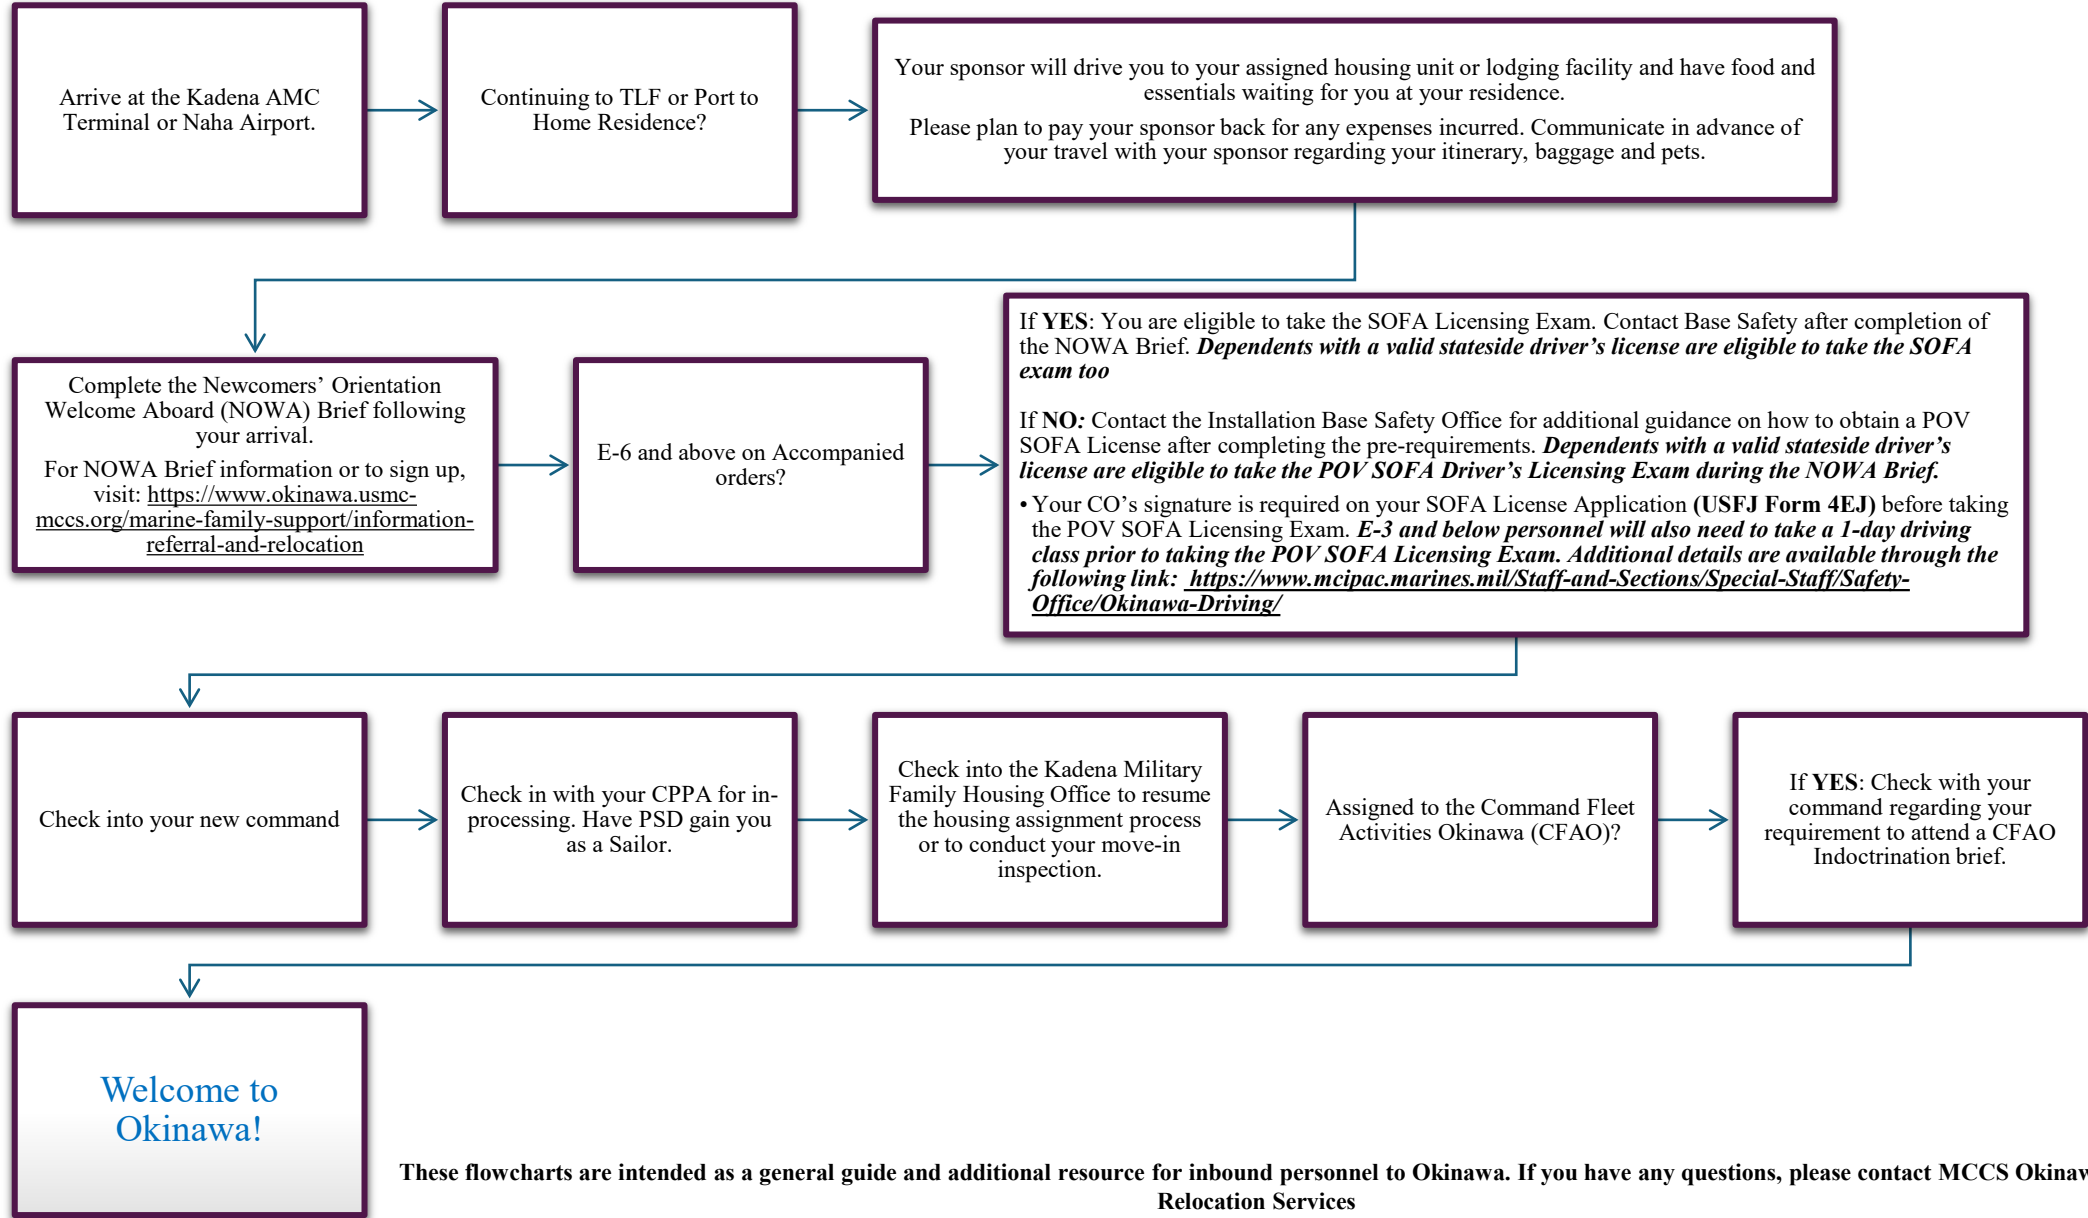 Arrive at the Kadena AMC
Terminal or Naha Airport.
Continuing to TLF or Port to
Home Residence?
Your sponsor will drive you to your assigned housing unit or lodging facility and have food and
essentials waiting for you at your residence.
Please plan to pay your sponsor back for any expenses incurred. Communicate in advance of
your travel with your sponsor regarding your itinerary, baggage and pets.
Complete the Newcomers’ Orientation
Welcome Aboard (NOWA) Brief following
your arrival.
For NOWA Brief information or to sign up,
visit: https://www.okinawa.usmc-
mccs.org/marine-family-support/information-
referral-and-relocation
E-6 and above on Accompanied
orders?
If YES: You are eligible to take the SOFA Licensing Exam. Contact Base Safety after completion of
the NOWA Brief. Dependents with a valid stateside driver’s license are eligible to take the SOFA
exam too
If NO: Contact the Installation Base Safety Office for additional guidance on how to obtain a POV
SOFA License after completing the pre-requirements. Dependents with a valid stateside driver’s
license are eligible to take the POV SOFA Driver’s Licensing Exam during the NOWA Brief.
• Your CO’s signature is required on your SOFA License Application (USFJ Form 4EJ) before taking
the POV SOFA Licensing Exam. E-3 and below personnel will also need to take a 1-day driving
class prior to taking the POV SOFA Licensing Exam. Additional details are available through the
following link: https://www.mcipac.marines.mil/Staff-and-Sections/Special-Staff/Safety-
Office/Okinawa-Driving/
Check into your new command
Check in with your CPPA for in-
processing. Have PSD gain you
as a Sailor.
Check into the Kadena Military
Family Housing Office to resume
the housing assignment process
or to conduct your move-in
inspection.
Assigned to the Command Fleet
Activities Okinawa (CFAO)?
If YES: Check with your
command regarding your
requirement to attend a CFAO
Indoctrination brief.
Welcome to
Okinawa!
These flowcharts are intended as a general guide and additional resource for inbound personnel to Okinawa. If you have any questions, please contact MCCS Okinaw
Relocation Services